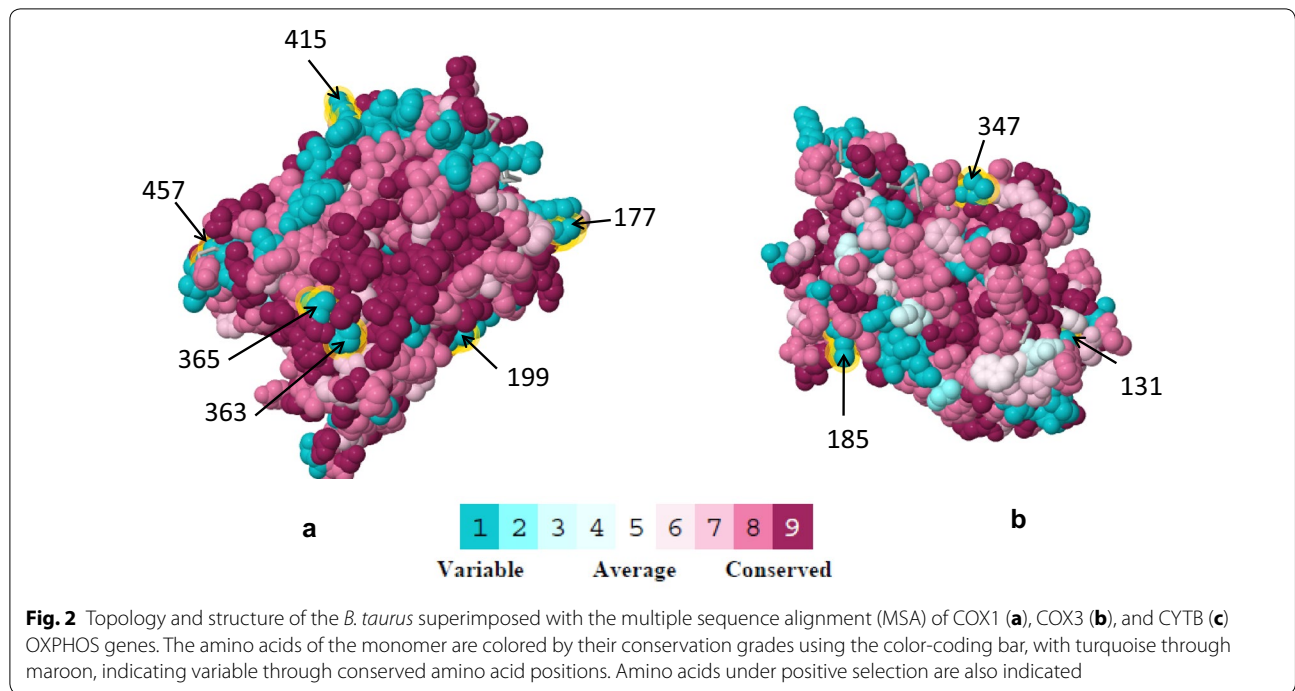 415
347
457
177
365
199
131
363
185
a
b
1 2 3 4 5 6 7 8 9
Variable Average Conserved
Fig. 2 Topology and structure of the B. taurus superimposed with the multiple sequence alignment (MSA) of COX1 (a), COX3 (b), and CYTB (c)
OXPHOS genes. The amino acids of the monomer are colored by their conservation grades using the color-coding bar, with turquoise through
maroon, indicating variable through conserved amino acid positions. Amino acids under positive selection are also indicated